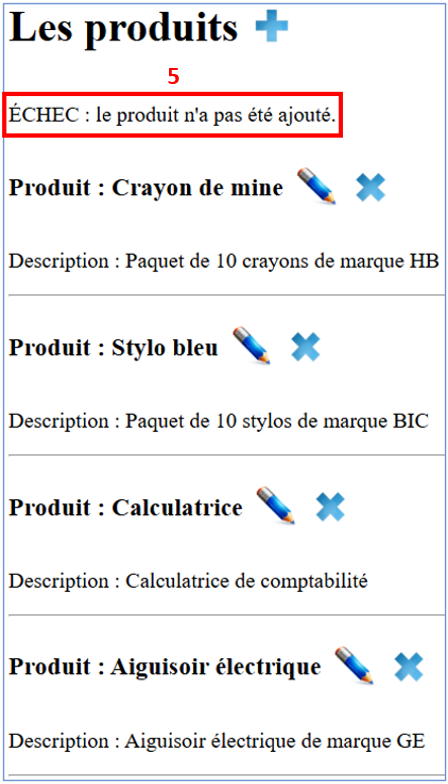 Les produits
5
ÉCHEC : le produit n'a pas été ajouté.
Produit : Crayon de mine
Description : Paquet de 10 crayons de marque HB
Produit : Stylo bleu
Description : Paquet de 10 stylos de marque BIC
Produit : Calculatrice
Description : Calculatrice de comptabilité
Produit : Aiguisoir électrique
Description : Aiguisoir électrique de marque GE